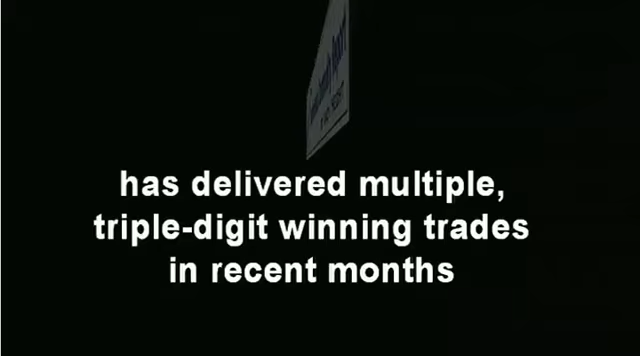 has delivered multiple,
triple-digit winning trades
in recent months